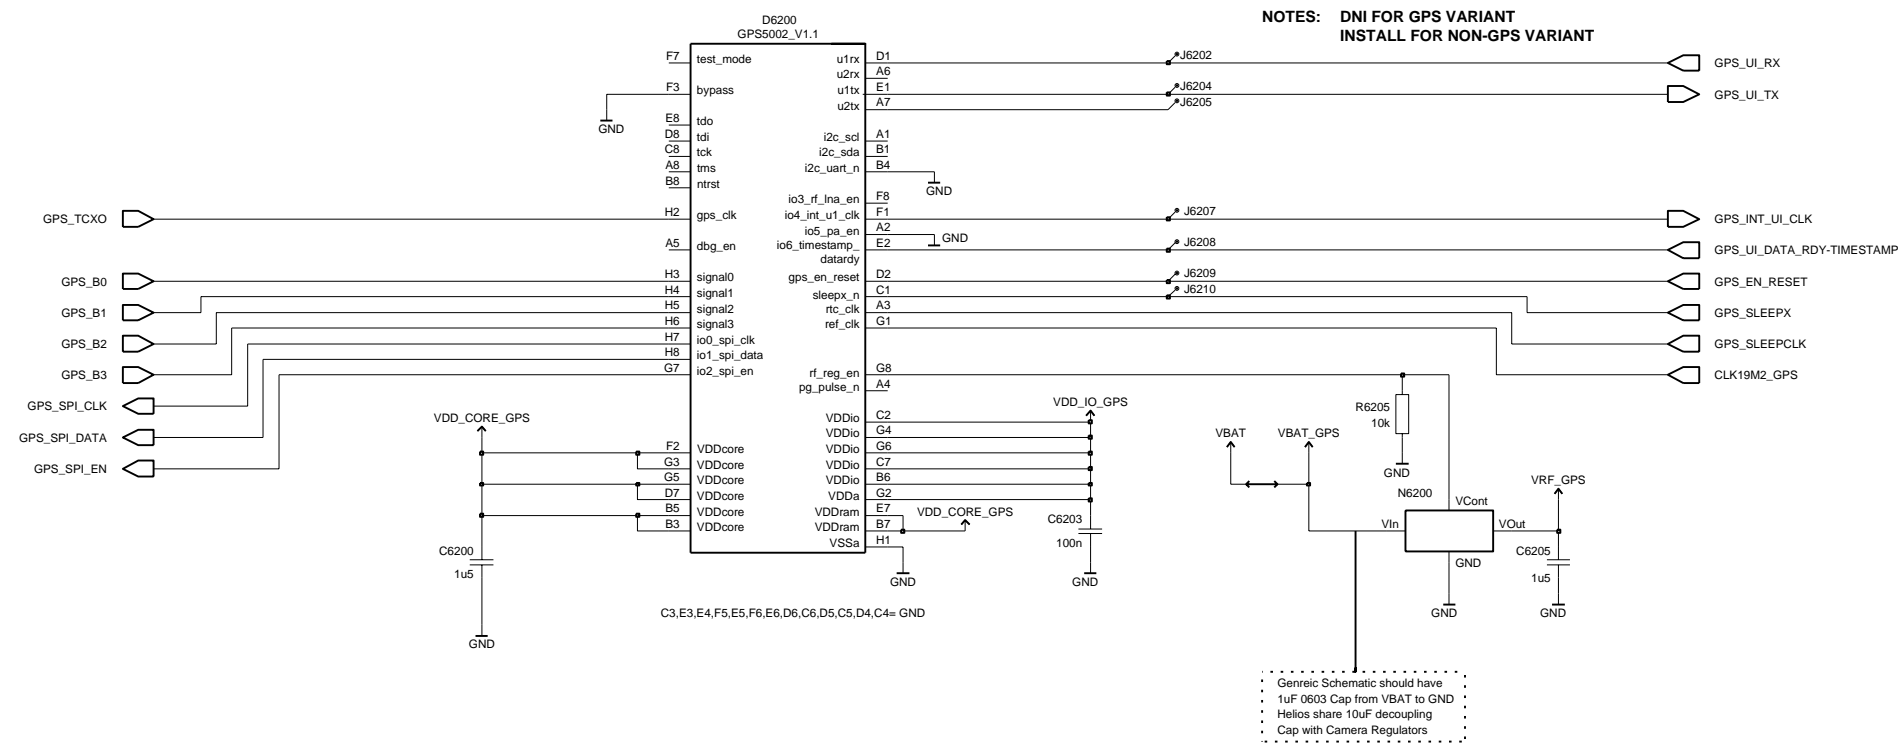 NOTES: DNI FOR GPS VARIANT
INSTALL FOR NON-GPS VARIANT
D6200
GPS5002_V1.1
F7 test_mode
F3 bypass
GND
E8 tdo
D8 tdi
C8 tck
A8 tms
B8 ntrst
GPS_TCXO
H2 gps_clk
A5 dbg_en
GPS_B0
H3 signal0
H4 signal1
GPS_B1
H5 signal2
H6 signal3
GPS_B2
H7 io0_spi_clk
H8 io1_spi_data
GPS_B3
G7 io2_spi_en
GPS_SPI_CLK
GPS_SPI_DATA
GPS_SPI_EN
VDD_CORE_GPS
F2 VDDcore
G3 VDDcore
G5 VDDcore
D7 VDDcore
B5 VDDcore
B3 VDDcore
C6200
1u5
GND
u1rx D1 J6202 GPS_UI_RX
u2rx A6
u1tx E1 J6204 GPS_UI_TX
u2tx A7 J6205
i2c_scl A1
i2c_sda B1
i2c_uart_n B4
GND
io3_rf_lna_en F8
io4_int_u1_clk F1 J6207 GPS_INT_UI_CLK
io5_pa_en A2 GND
io6_timestamp_ E2 J6208 GPS_UI_DATA_RDY-TIMESTAMP
datardy
gps_en_reset D2 J6209 GPS_EN_RESET
sleepx_n C1 J6210 GPS_SLEEPX
rtc_clk A3 GPS_SLEEPCLK
ref_clk G1 CLK19M2_GPS
rf_reg_en G8
pg_pulse_n A4
VDD_IO_GPS
VDDio C2
VDDio G4
VDDio G6
VDDio C7
VDDio B6
VDDa G2
VDDram E7
VDDram B7 VDD_CORE_GPS
VSSa H1
GND
C6203
100n
GND
R6205
10k
GND
VBAT VBAT_GPS
N6200
VCont
VIn VOut
GND
GND
VRF_GPS
C6205
1u5
GND
C3,E3,E4,F5,E5,F6,E6,D6,C6,D5,C5,D4,C4= GND
Genreic Schematic should have
1uF 0603 Cap from VBAT to GND
Helios share 10uF decoupling
Cap with Camera Regulators